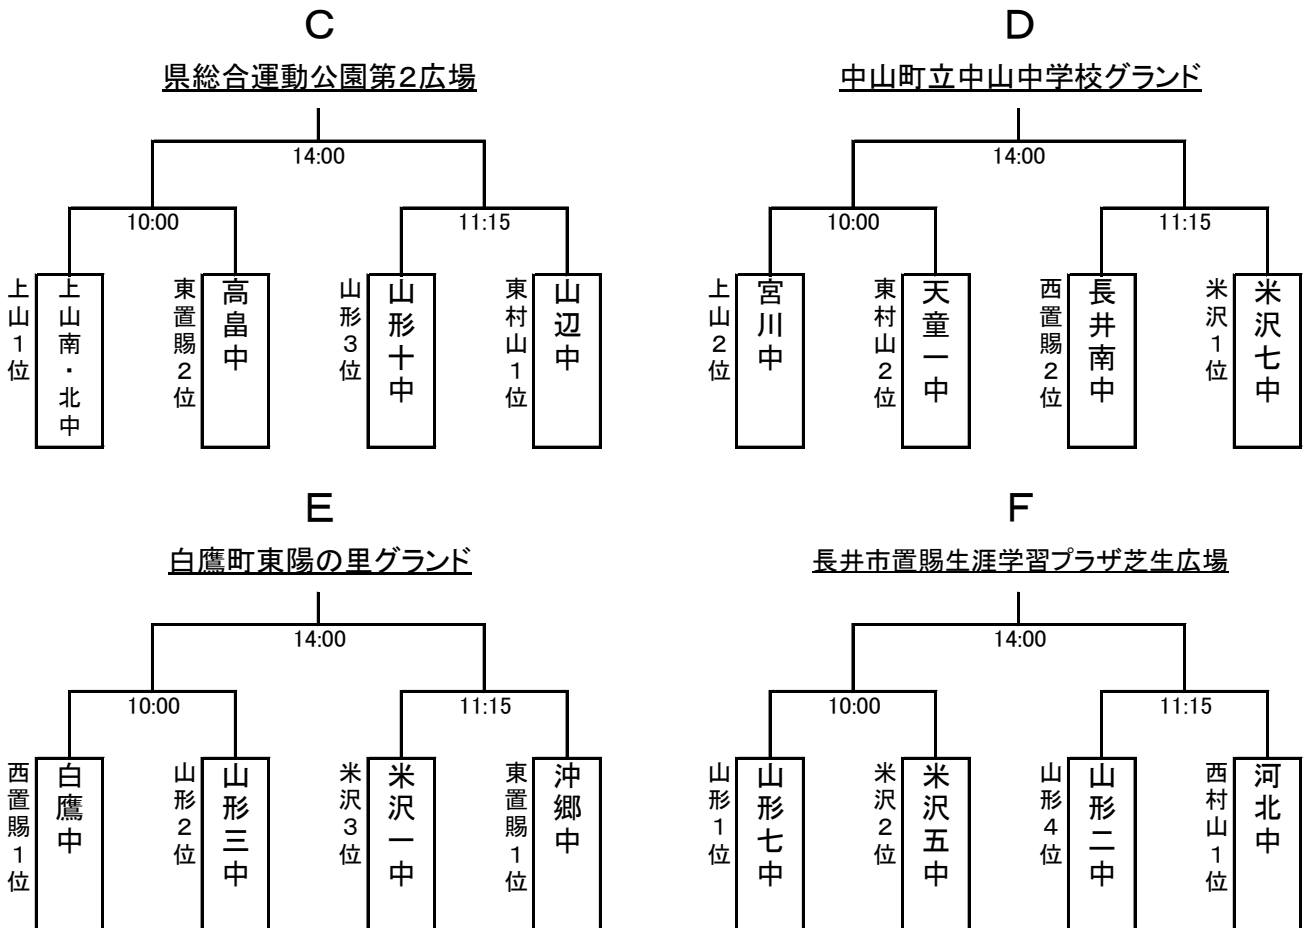 C
県総合運動公園第2広場
14:00
10:00
11:15
上山1位
上山南・北中
東置賜2位
高畠中
山形3位
山形十中
東村山1位
山辺中
D
中山町立中山中学校グランド
14:00
10:00
11:15
上山2位
宮川中
東村山2位
天童一中
西置賜2位
長井南中
米沢1位
米沢七中
E
白鷹町東陽の里グランド
14:00
10:00
11:15
西置賜1位
白鷹中
山形2位
山形三中
米沢3位
米沢一中
東置賜1位
沖郷中
F
長井市置賜生涯学習プラザ芝生広場
14:00
10:00
11:15
山形1位
山形七中
米沢2位
米沢五中
山形4位
山形二中
西村山1位
河北中